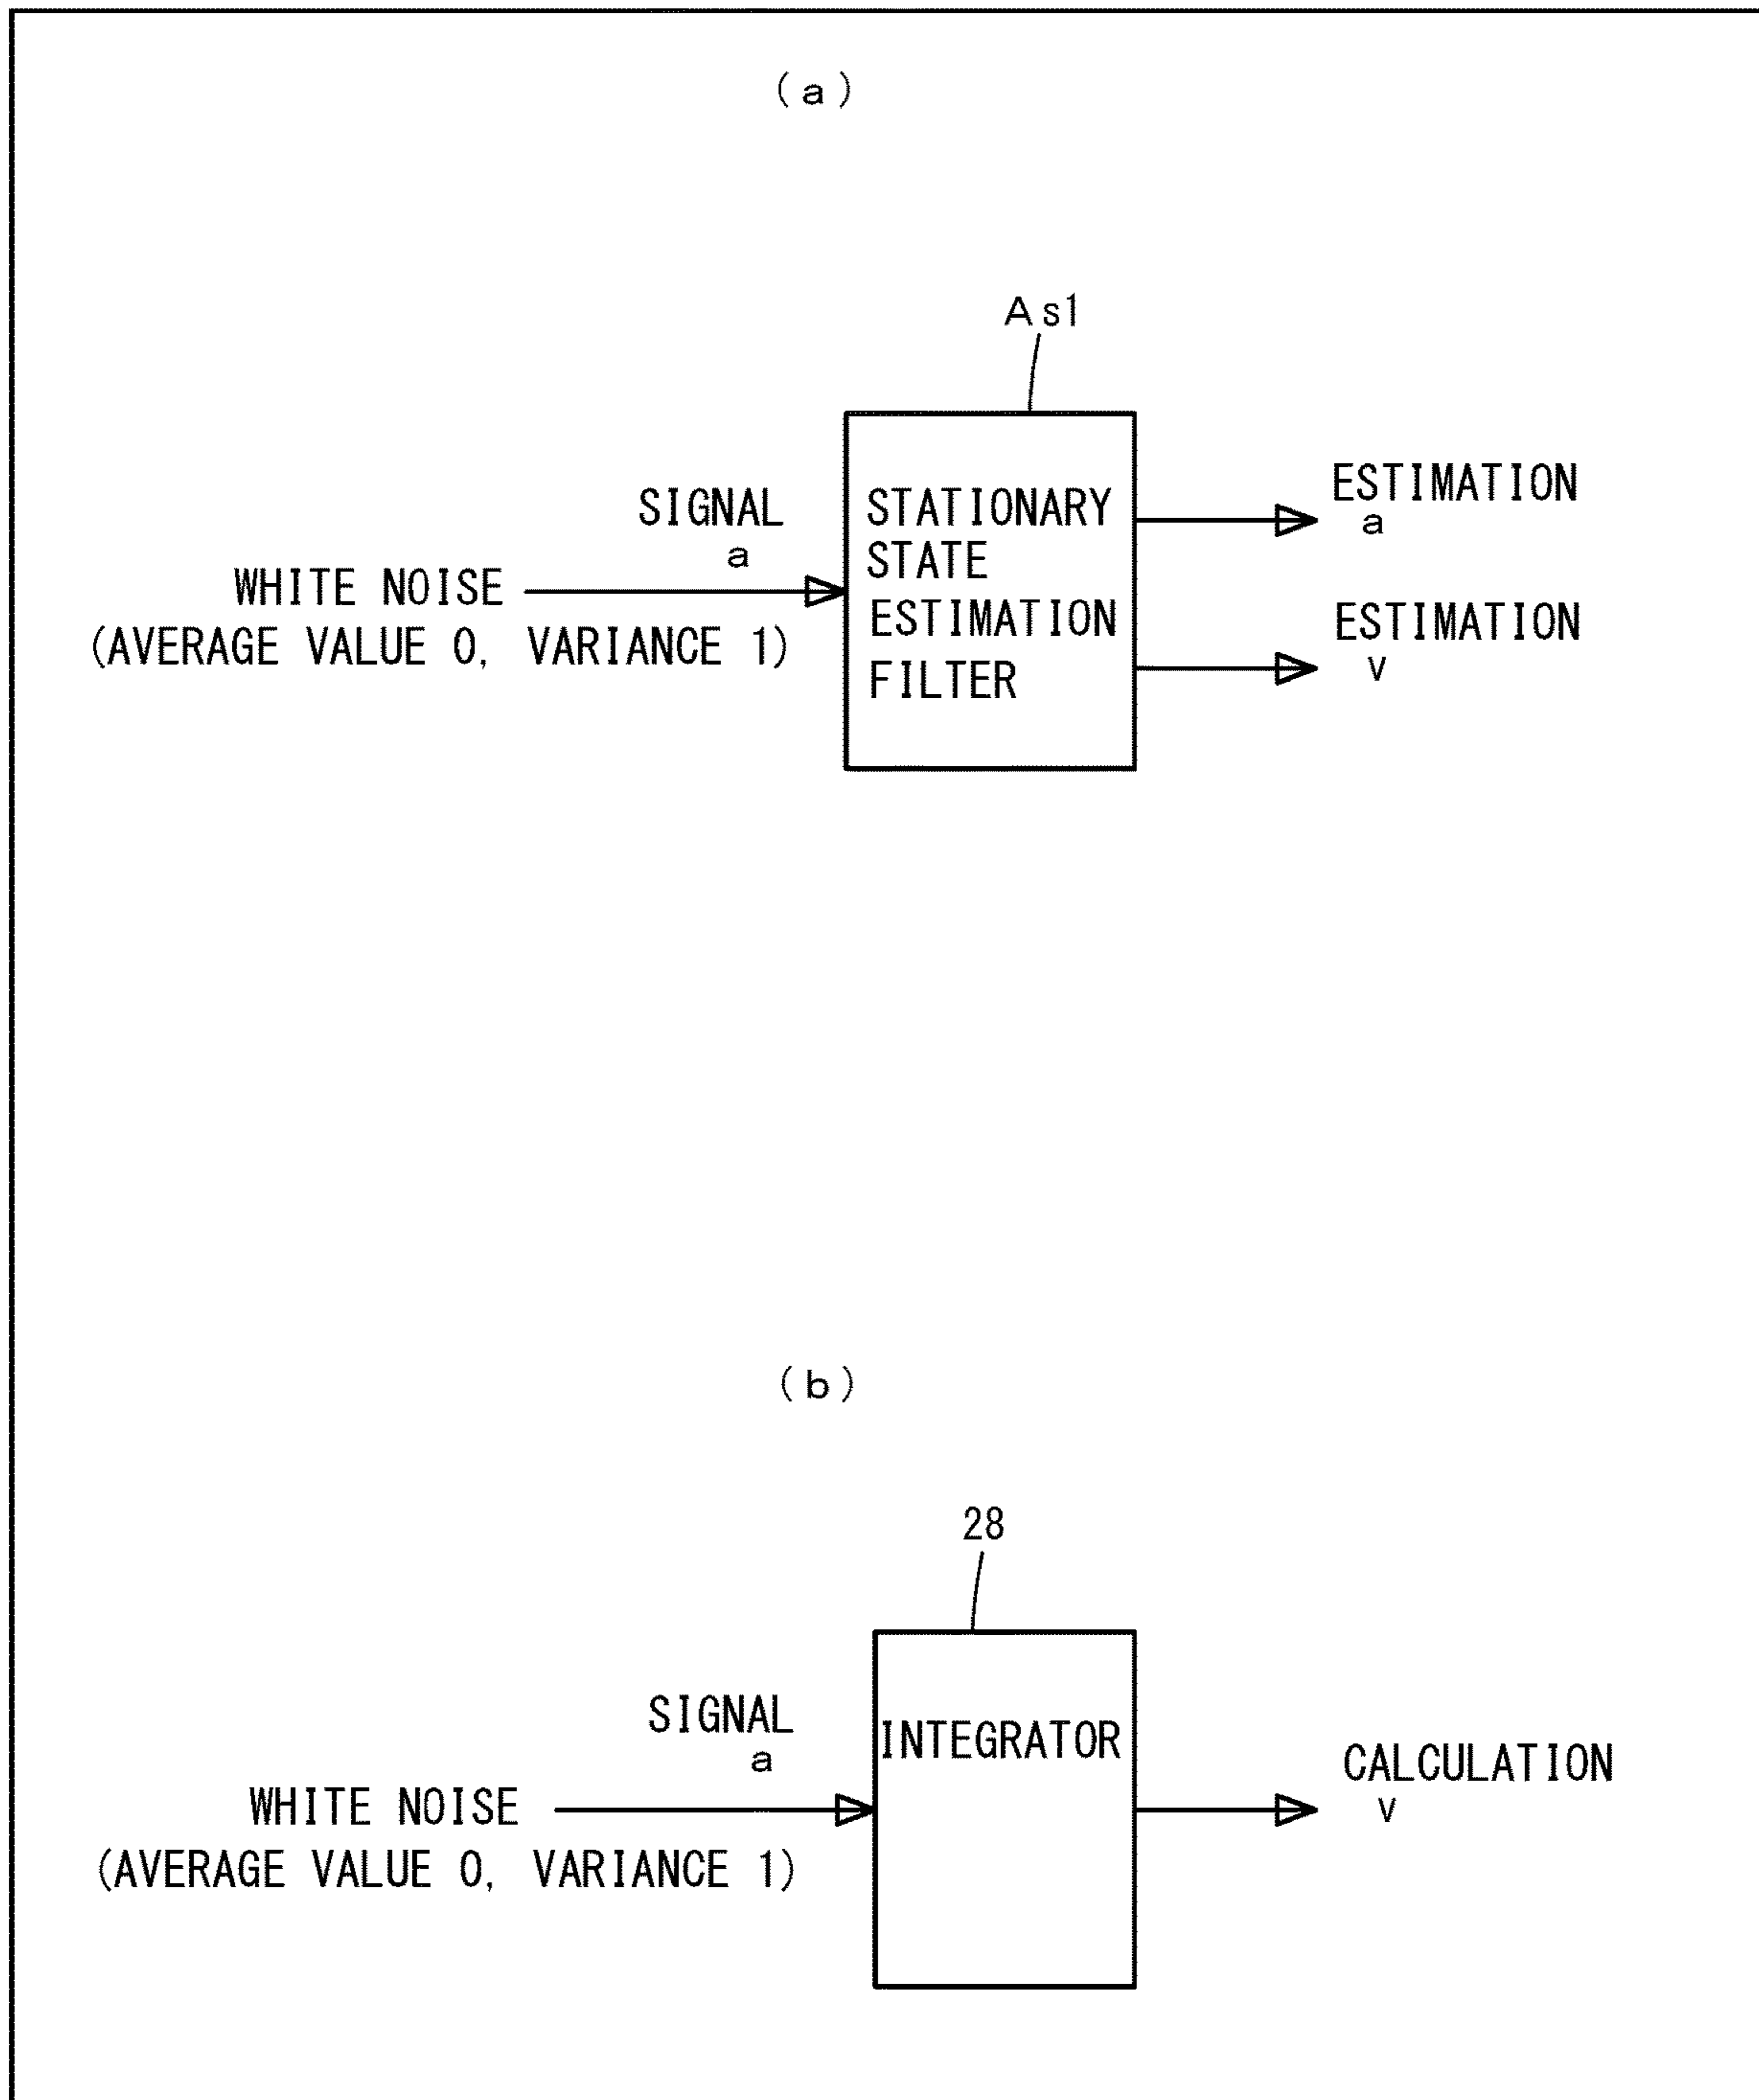 (a)
As1
SIGNAL
a
WHITE NOISE
(AVERAGE VALUE 0, VARIANCE 1)
STATIONARY
STATE
ESTIMATION
FILTER
ESTIMATION
a
ESTIMATION
v
(b)
28
SIGNAL
a
WHITE NOISE
(AVERAGE VALUE 0, VARIANCE 1)
INTEGRATOR
CALCULATION
v